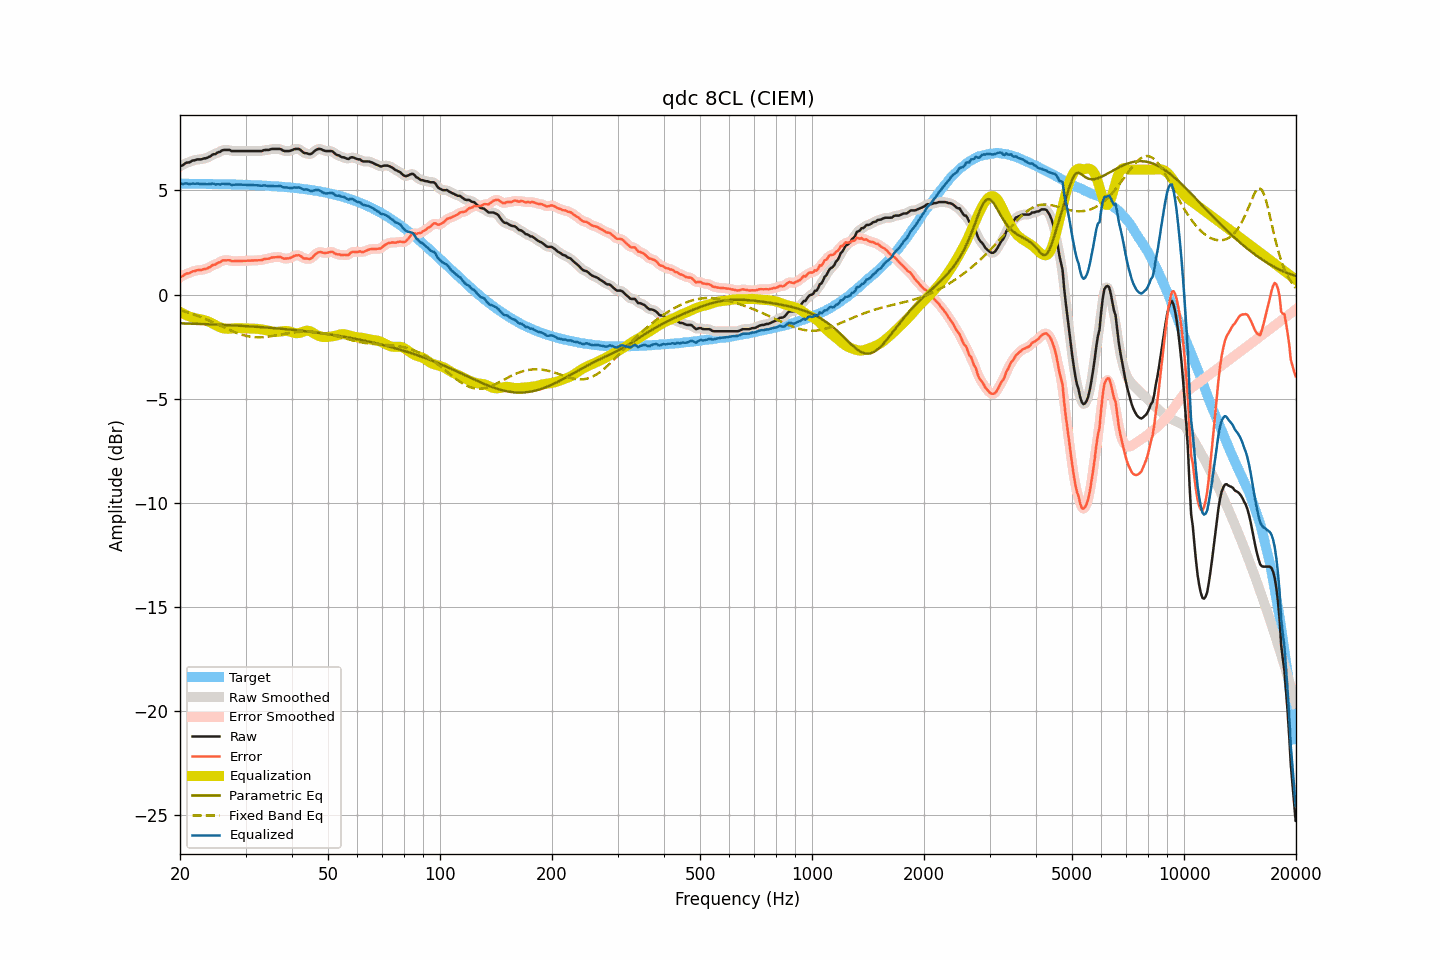 qdc 8CL (CIEM)
5
0
−5
−10
−15
−20
−25
Amplitude (dBr)
Target
Raw Smoothed
Error Smoothed
Raw
Error
Equalization
Parametric Eq
Fixed Band Eq
Equalized
20 50 100 200 500 1000 2000 5000 10000 20000
Frequency (Hz)